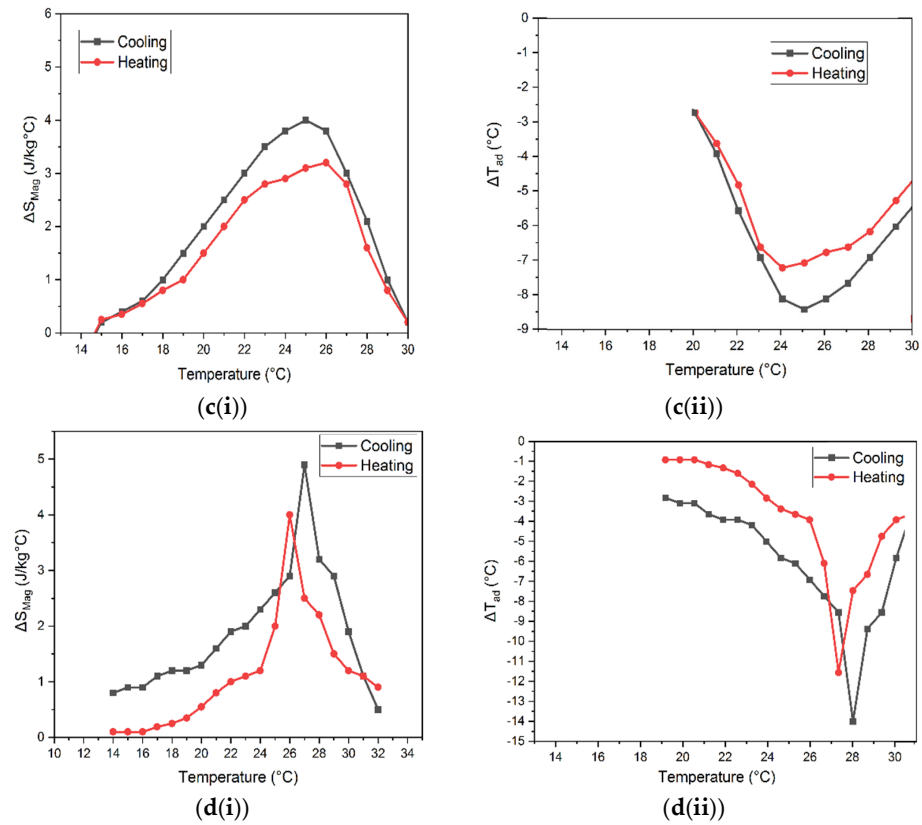 6
5
4
3
2
1
0
ΔS_Mag (J/kg°C)
Cooling
Heating
14 16 18 20 22 24 26 28 30
Temperature (°C)
(c(i))
0
-1
-2
-3
-4
-5
-6
-7
-8
-9
ΔT_ad (°C)
Cooling
Heating
14 16 18 20 22 24 26 28 30
Temperature (°C)
(c(ii))
5
4
3
2
1
0
ΔS_Mag (J/kg°C)
Cooling
Heating
10 12 14 16 18 20 22 24 26 28 30 32 34
Temperature (°C)
(d(i))
0
-1
-2
-3
-4
-5
-6
-7
-8
-9
-10
-11
-12
-13
-14
-15
ΔT_ad (°C)
Cooling
Heating
14 16 18 20 22 24 26 28 30
Temperature (°C)
(d(ii))